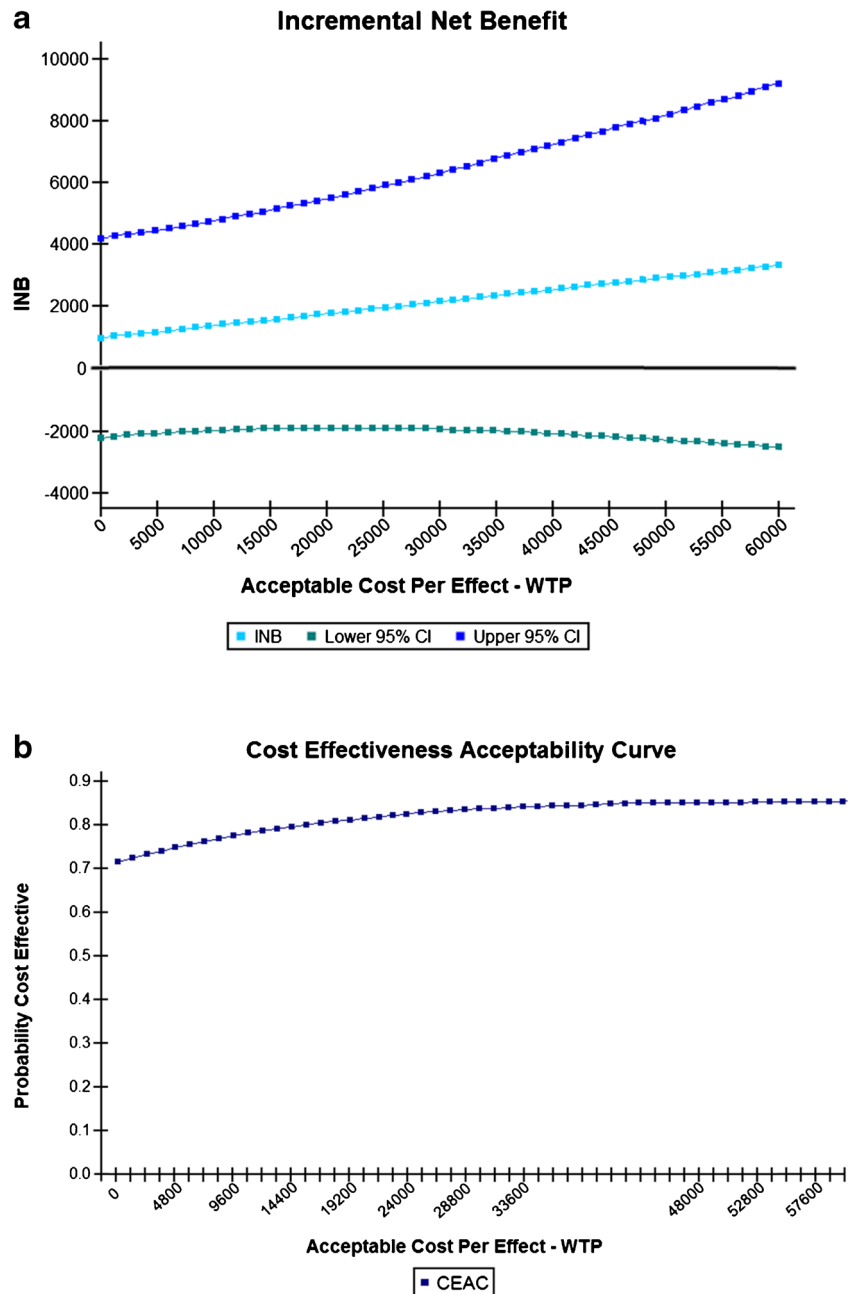 a
Incremental Net Benefit
10000
8000
6000
4000
2000
0
-2000
-4000
INB
0 5000 10000 15000 20000 25000 30000 35000 40000 45000 50000 55000 60000
Acceptable Cost Per Effect - WTP
INB Lower 95% CI Upper 95% CI
b
Cost Effectiveness Acceptability Curve
0.9
0.8
0.7
0.6
0.5
0.4
0.3
0.2
0.1
0.0
Probability Cost Effective
0 4800 9600 14400 19200 24000 28800 33600 48000 52800 57600
Acceptable Cost Per Effect - WTP
CEAC